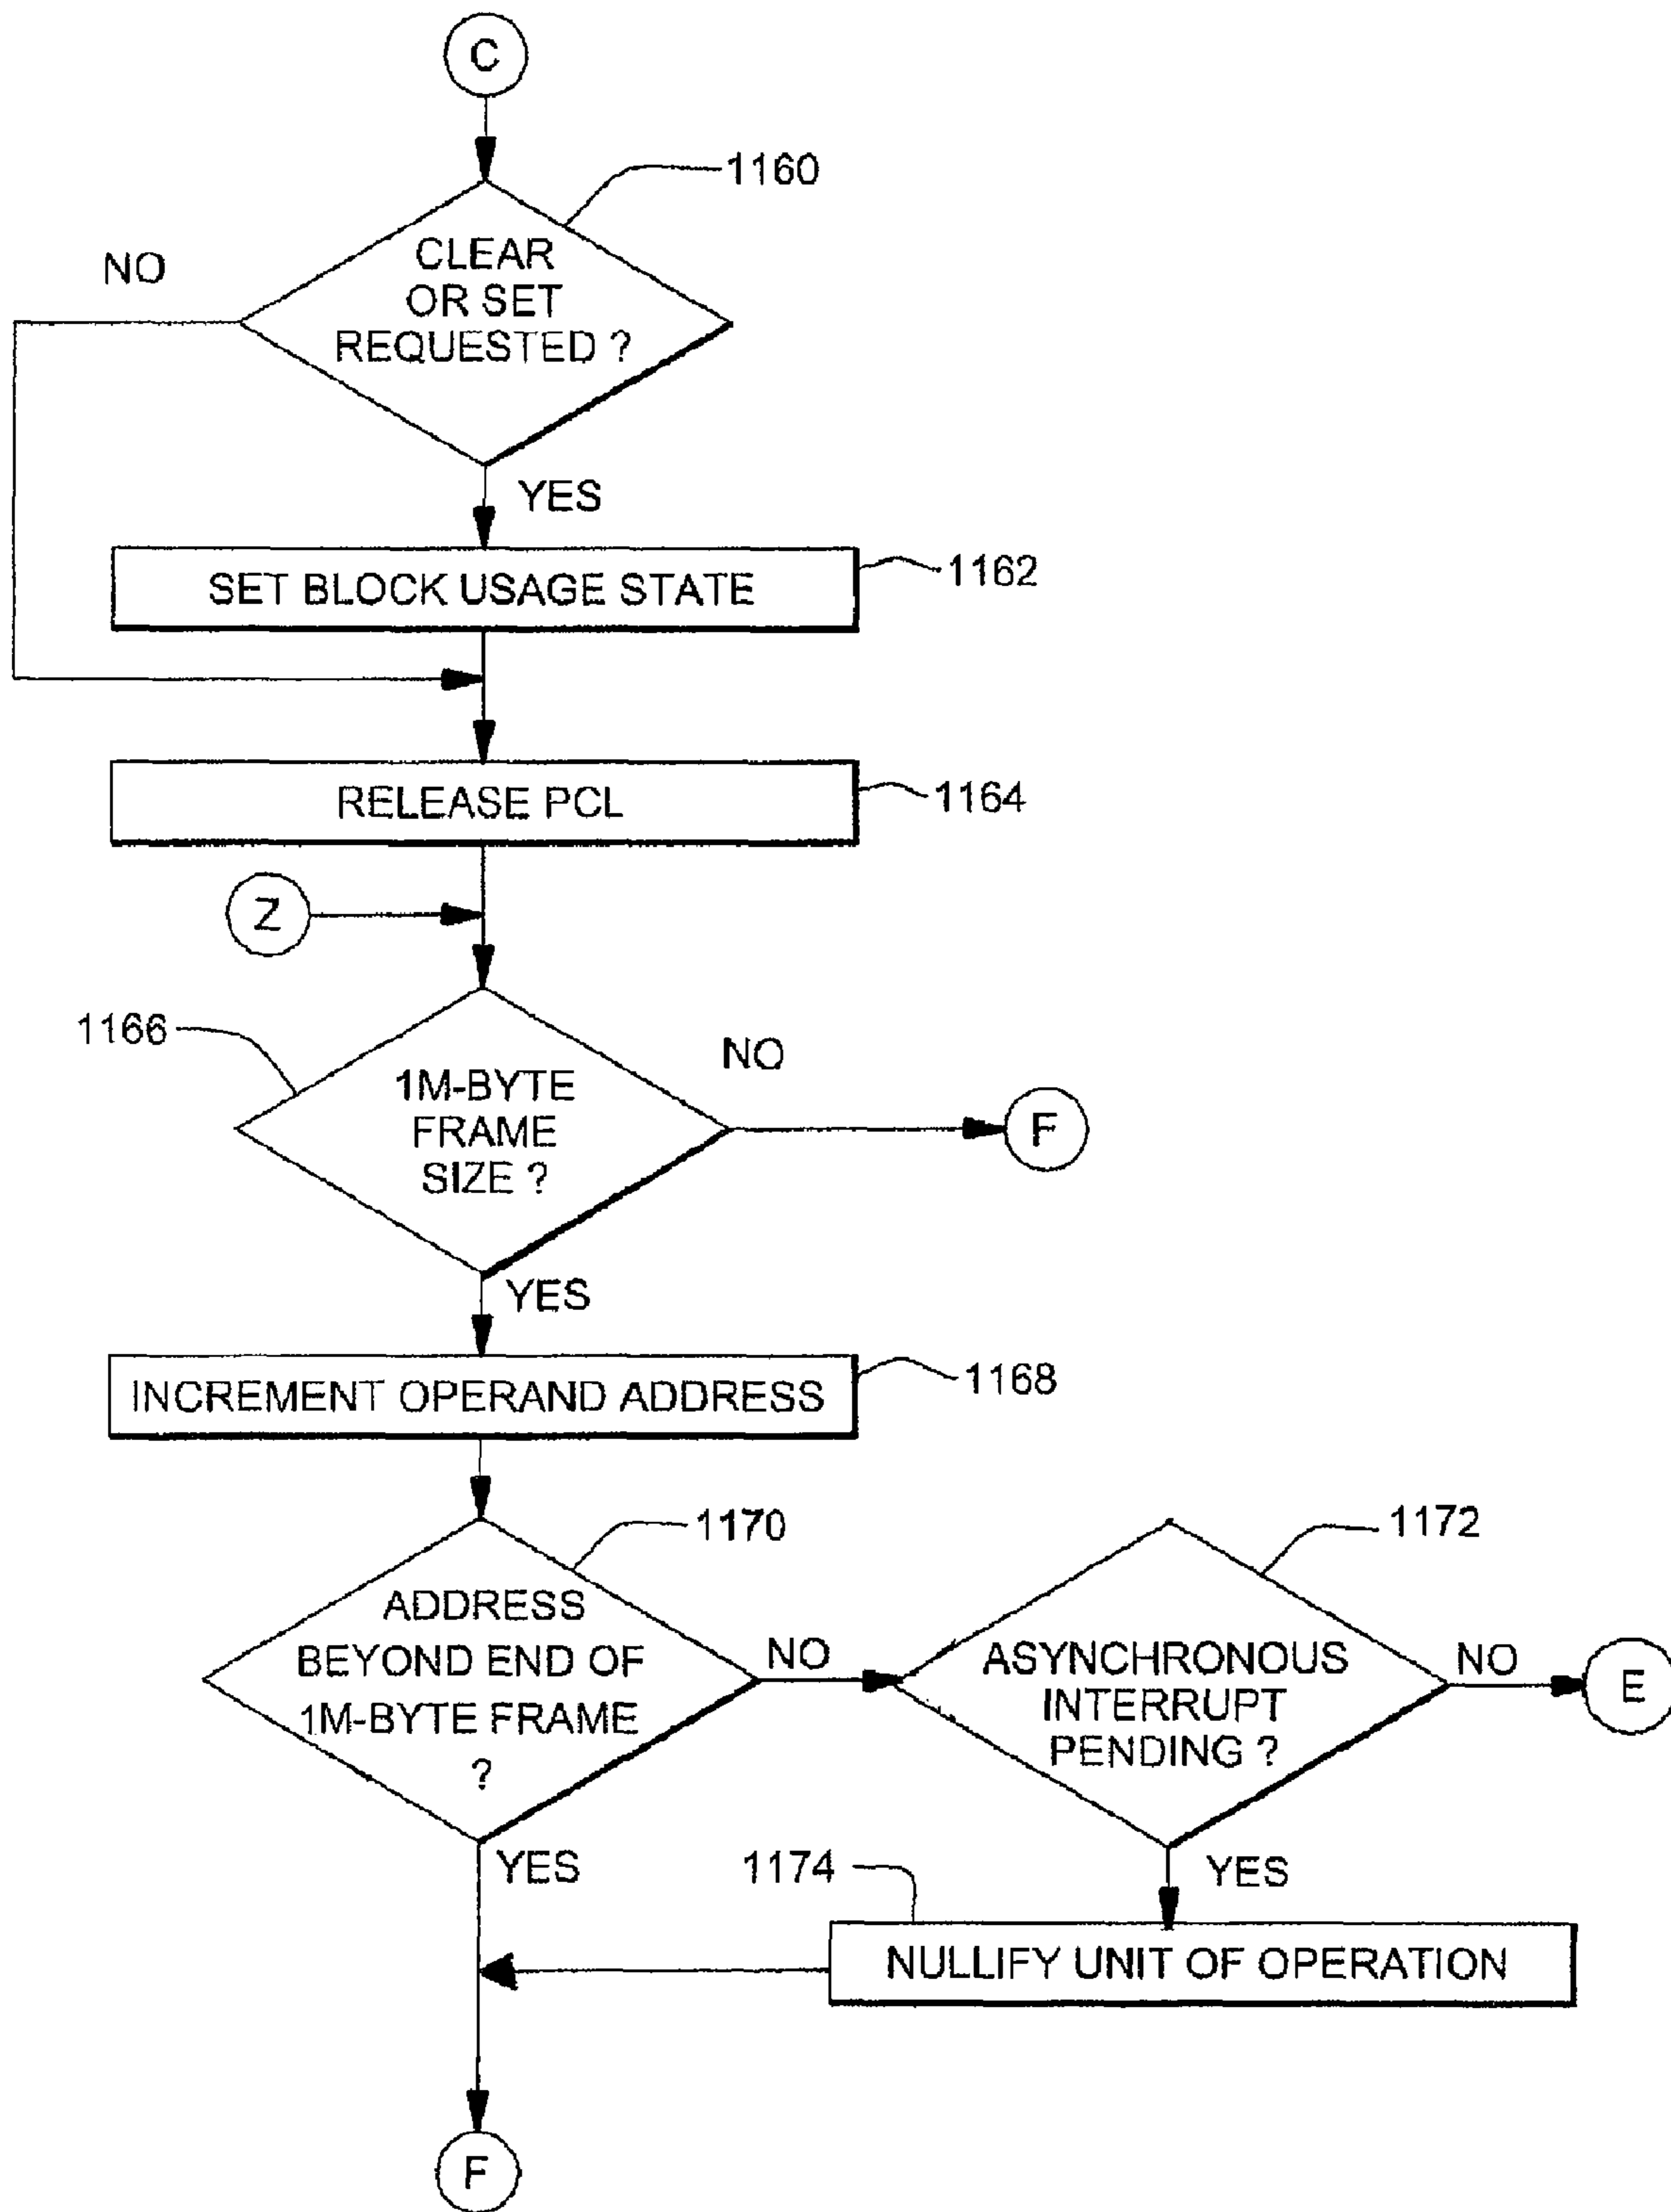 C
1160
CLEAR
OR SET
REQUESTED ?
NO
YES
SET BLOCK USAGE STATE
1162
RELEASE PCL
1164
Z
1166
1M-BYTE
FRAME
SIZE ?
NO
F
YES
INCREMENT OPERAND ADDRESS
1168
1170
ADDRESS
BEYOND END OF
1M-BYTE FRAME
?
NO
1172
ASYNCHRONOUS
INTERRUPT
PENDING ?
NO
E
YES
YES
1174
NULLIFY UNIT OF OPERATION
F